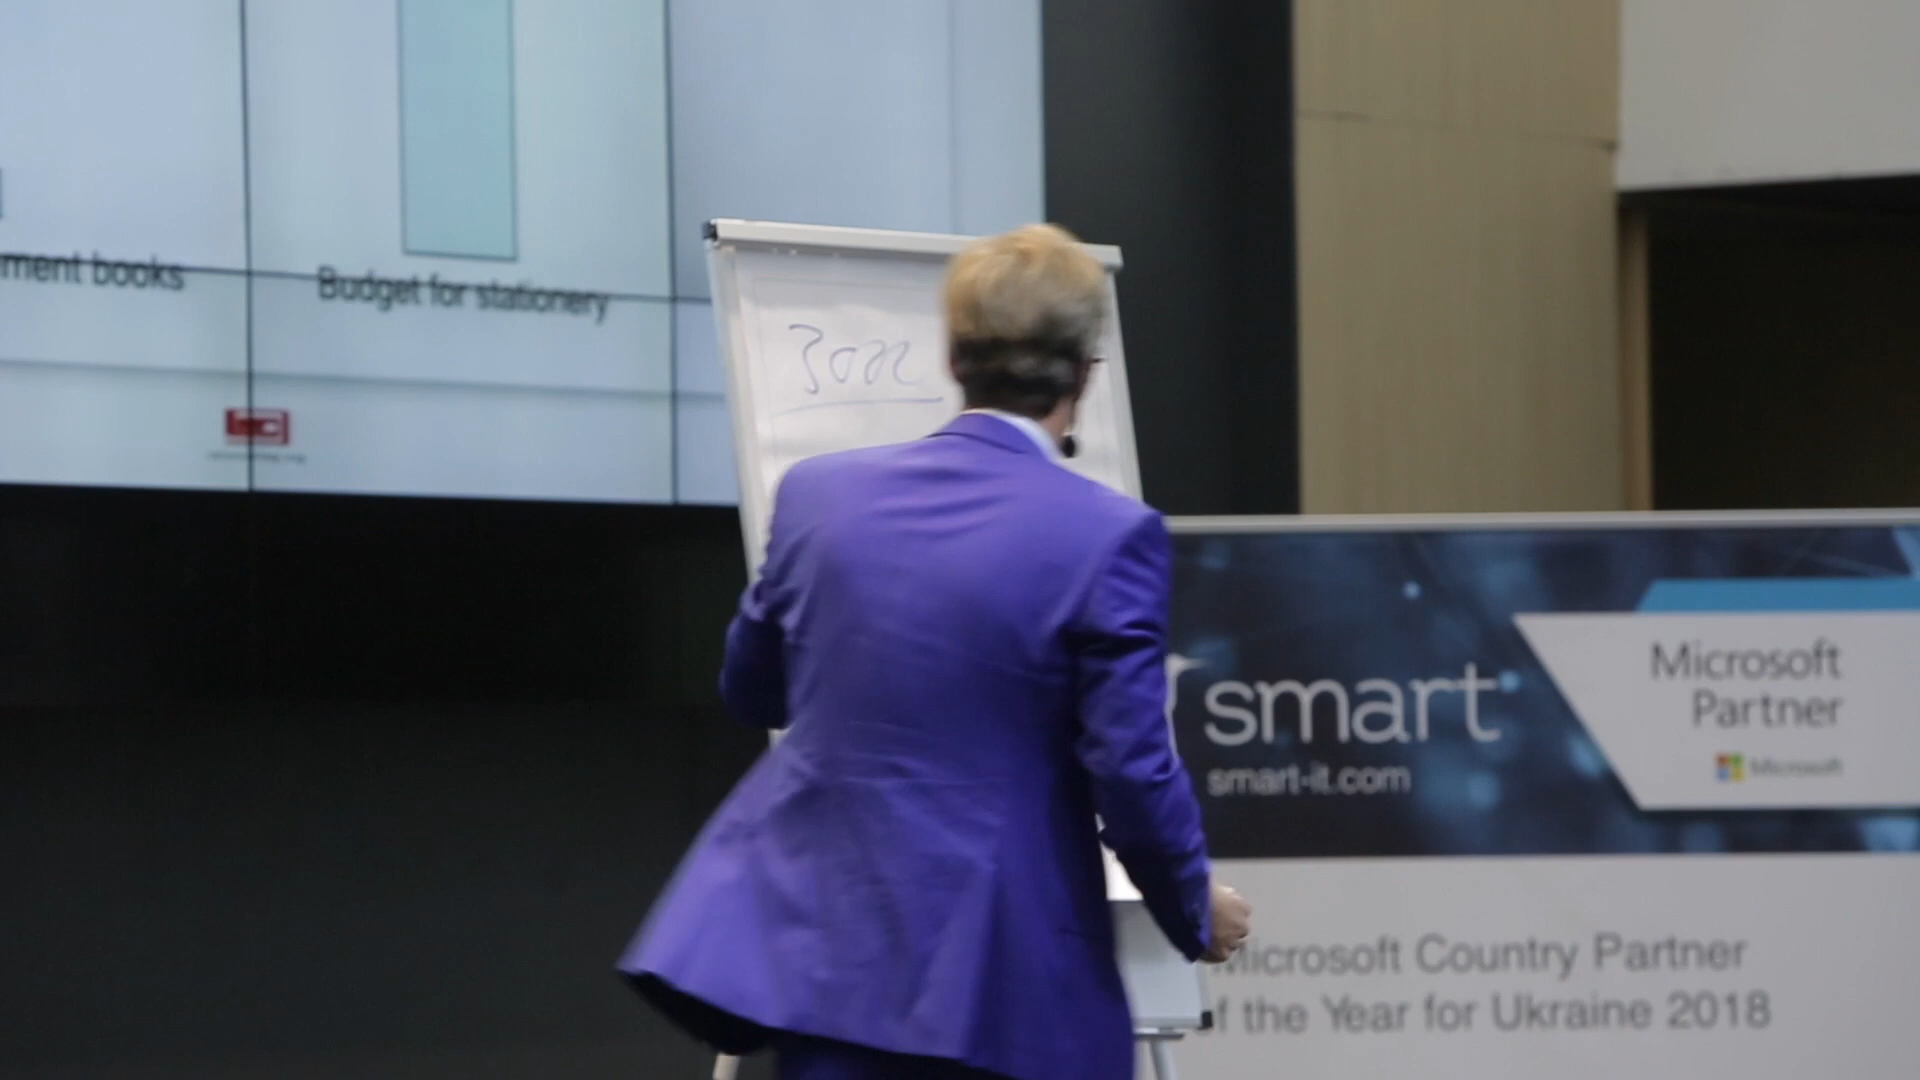 ment books
Budget for stationery
smart
smart-it.com
Microsoft
Partner
Microsoft
Microsoft Country Partner
f the Year for Ukraine 2018